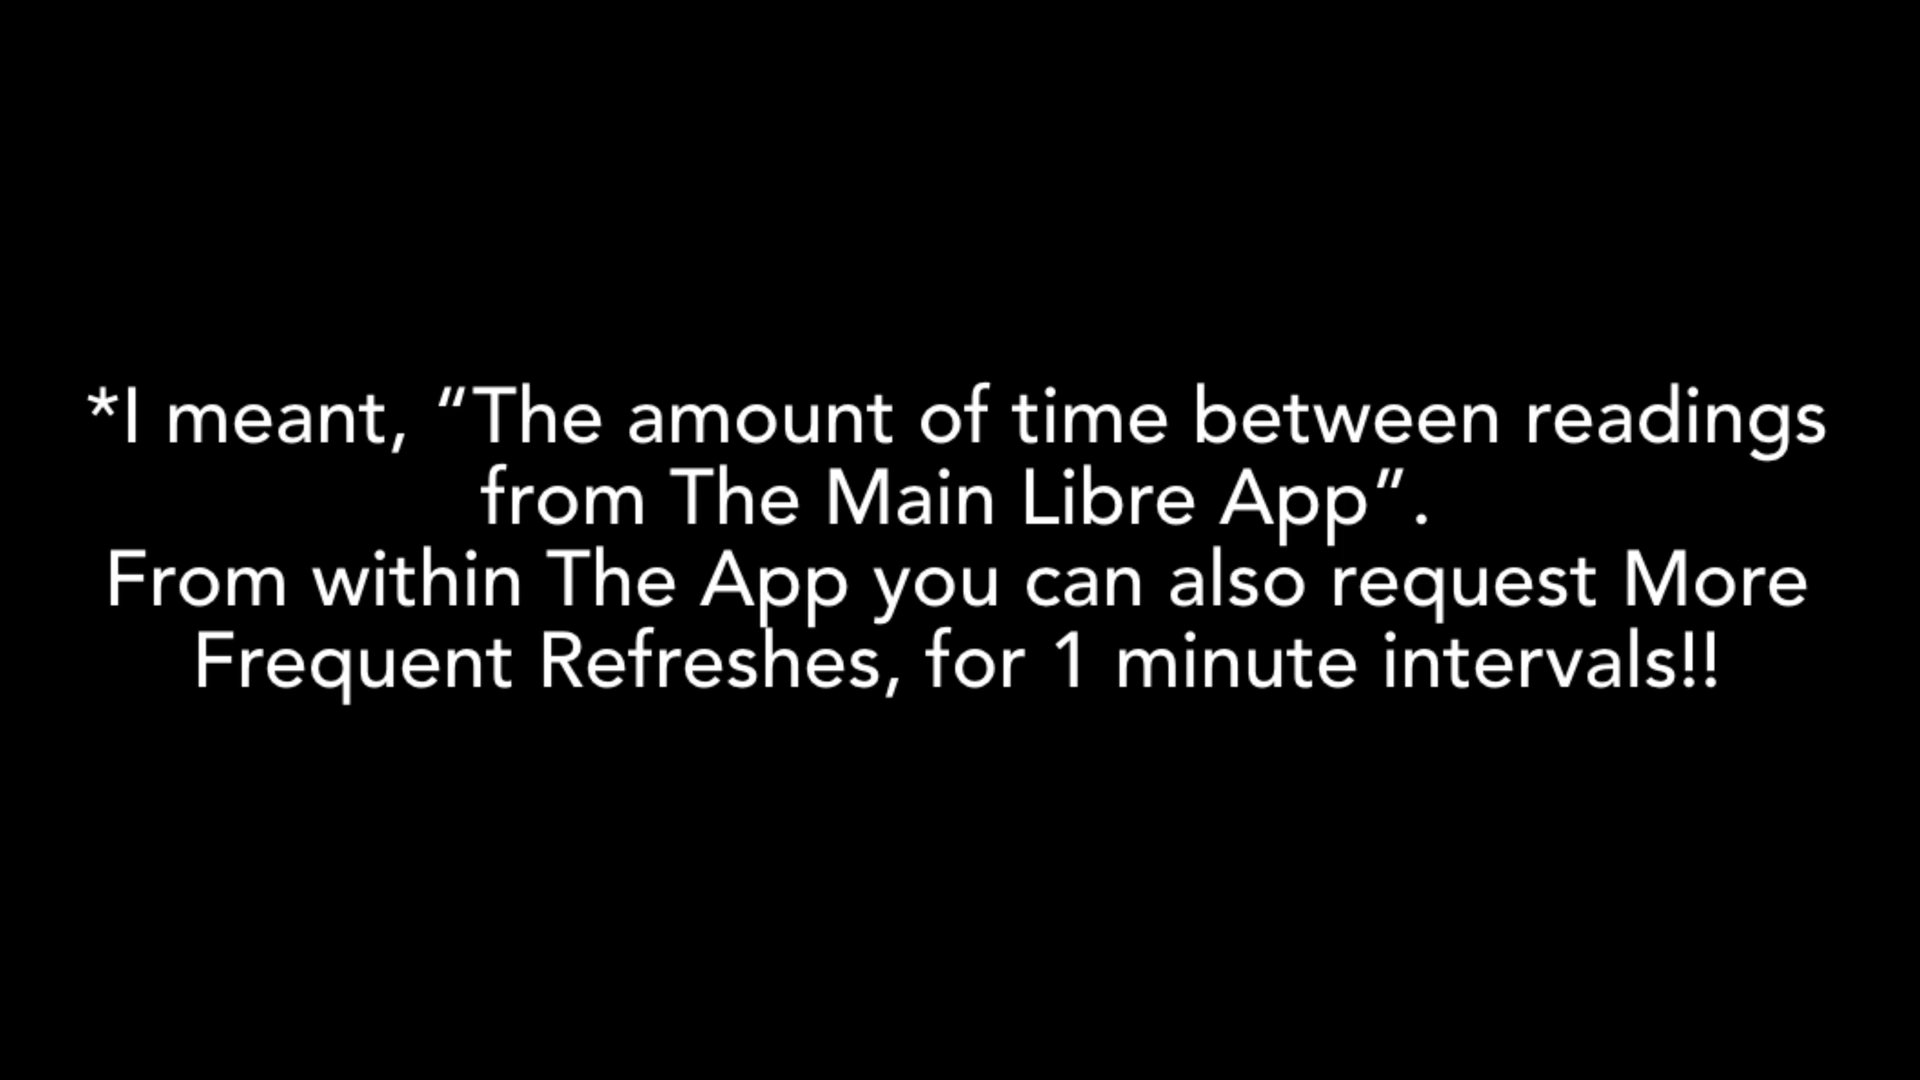 *I meant, “The amount of time between readings
from The Main Libre App”.
From within The App you can also request More
Frequent Refreshes, for 1 minute intervals!!